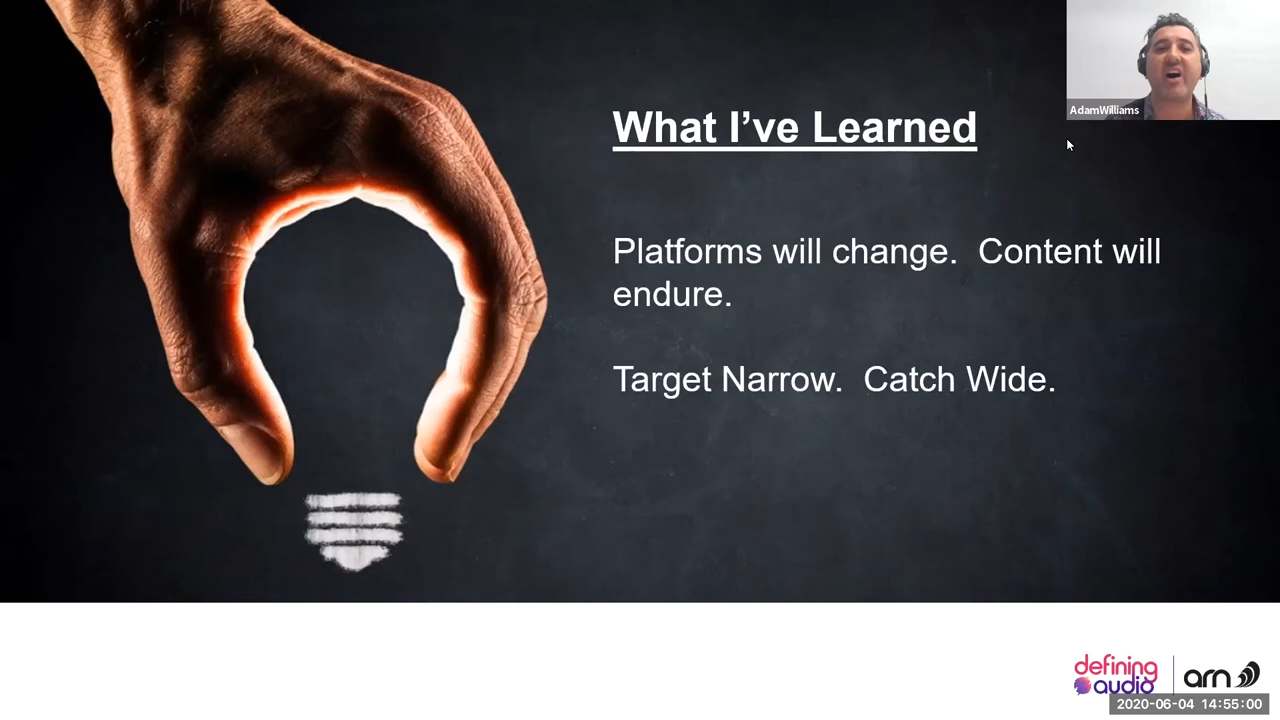 What I’ve Learned
AdamWilliams
Platforms will change.  Content will
endure.
Target Narrow.  Catch Wide.
defining
audio
arn
2020-06-04 14:55:00